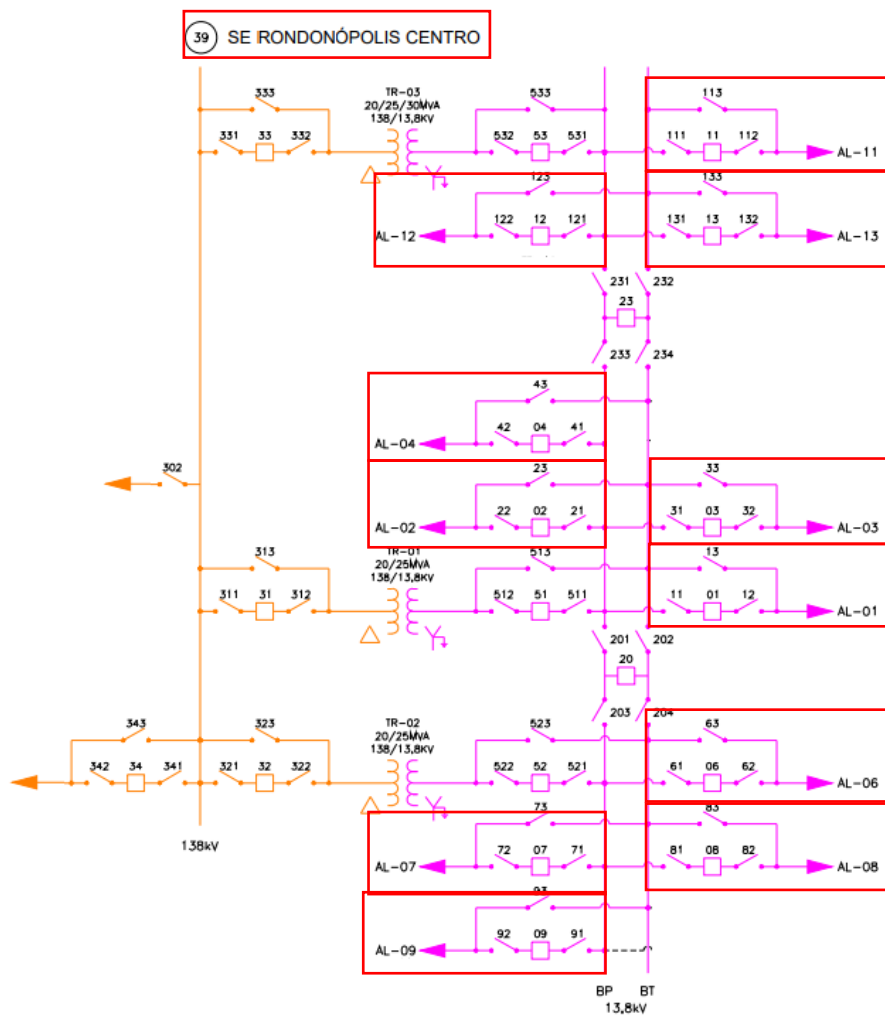 39 SE RONDONÓPOLIS CENTRO
333
TR-03
20/25/30MVA
138/13,8KV
533
113
331 33 332
532 53 531
111 11 112
AL-11
123
133
AL-12
122 12 121
131 13 132
AL-13
231 232
23
233 234
43
AL-04
42 04 41
302
23
33
AL-02
22 02 21
31 03 32
AL-03
313
TR-01
20/25MVA
138/13,8KV
513
13
311 31 312
512 51 511
11 01 12
AL-01
201 202
20
203 204
343
323
TR-02
20/25MVA
138/13,8KV
523
63
342 34 341
321 32 322
522 52 521
61 06 62
AL-06
73
83
138kV
AL-07
72 07 71
81 08 82
AL-08
93
AL-09
92 09 91
BP BT
13.8kV